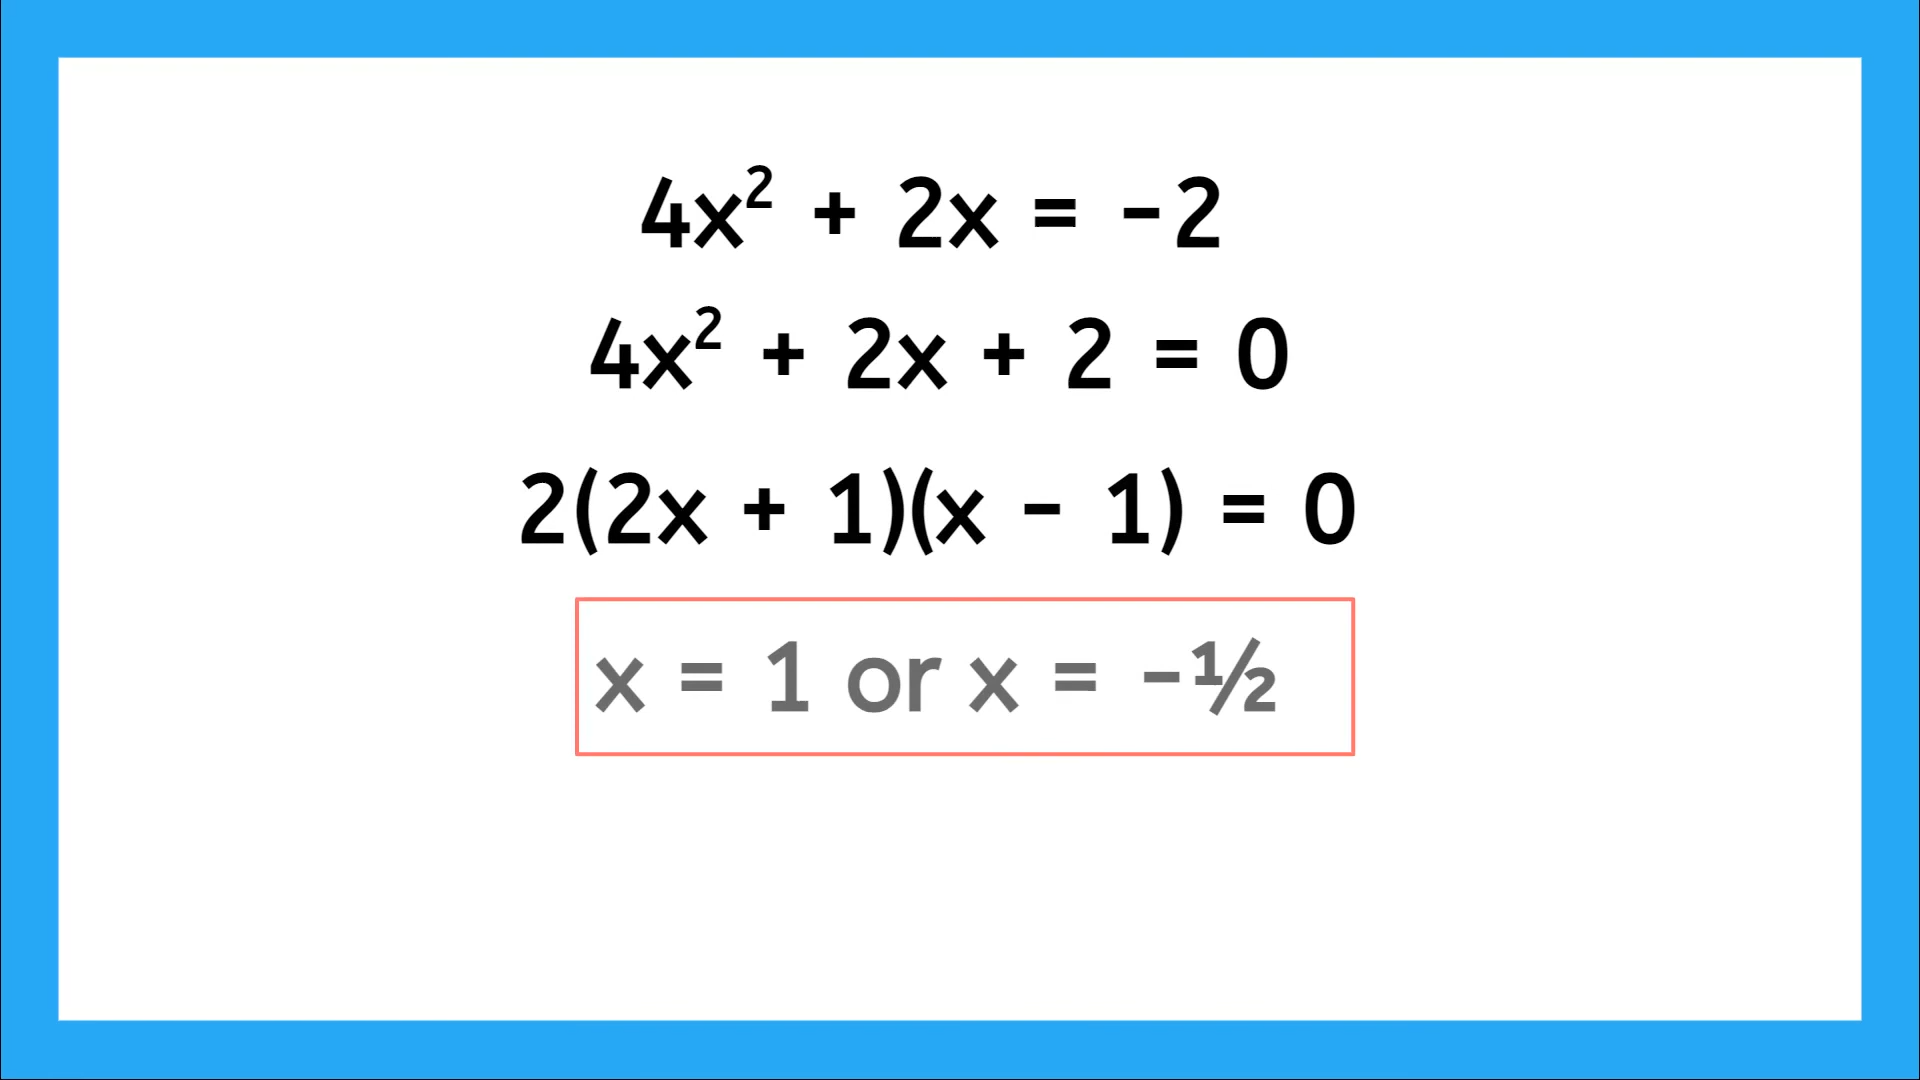 4x² + 2x = -2
4x² + 2x + 2 = 0
2(2x + 1)(x - 1) = 0
x = 1 or x = -½